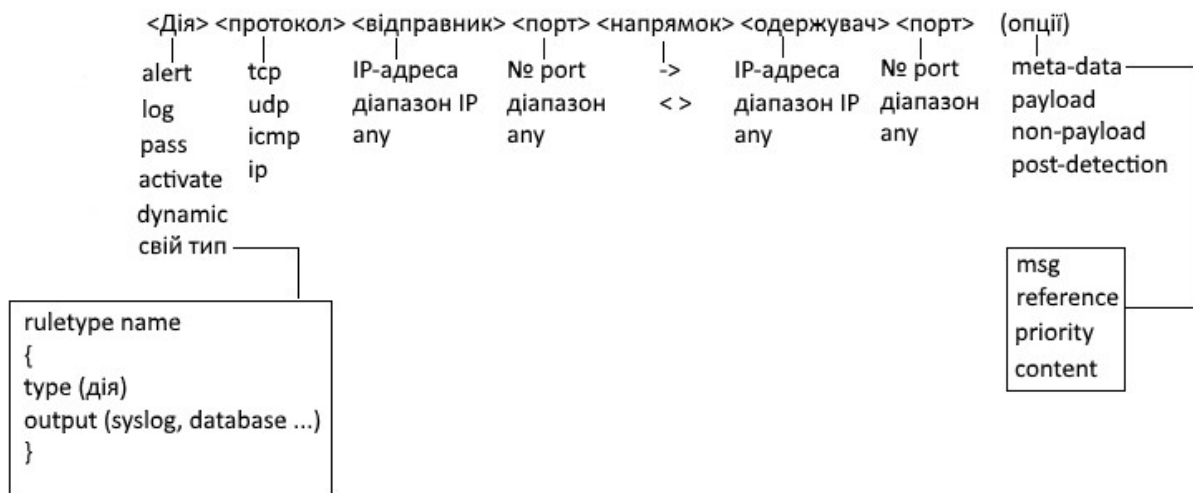 <Дія> <протокол> <відправник> <порт> <напрямок> <одержувач> <порт> (опції)
alert tcp IP-адреса № port -> IP-адреса № port meta-data
log udp діапазон IP діапазон < > діапазон IP діапазон payload
pass icmp any any any any non-payload
activate ip post-detection
dynamic
свій тип
ruletype name
{
type (дія)
output (syslog, database ...)
}
msg
reference
priority
content